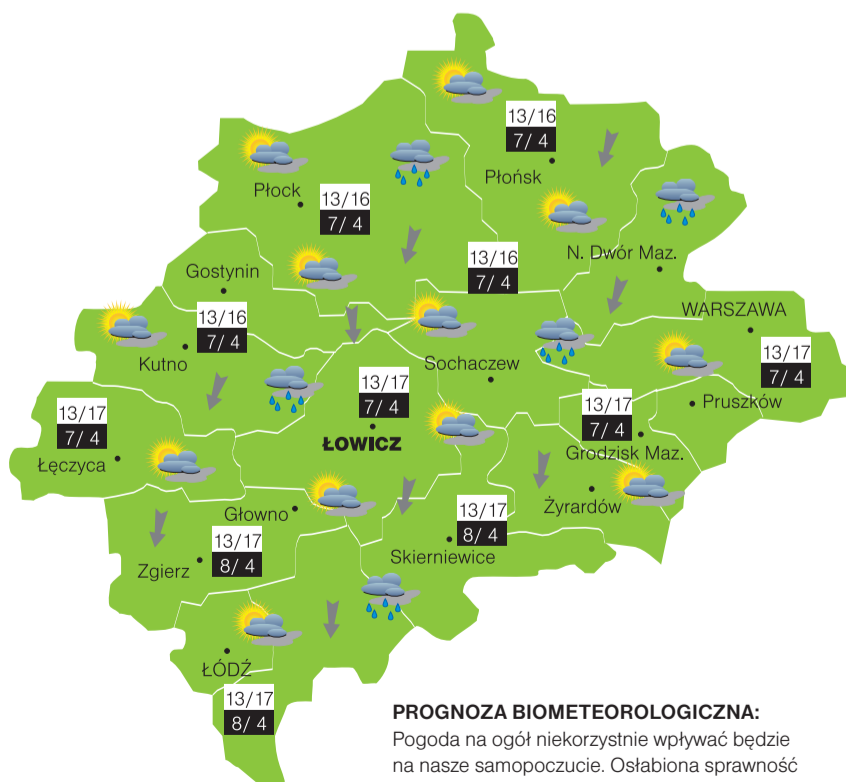 13/16
7/ 4
Płońsk
Płock
13/16
7/ 4
N. Dwór Maz.
13/16
7/ 4
Gostynin
WARSZAWA
13/16
7/ 4
Kutno
Sochaczew
13/17
7/ 4
Pruszków
13/17
7/ 4
ŁOWICZ
13/17
7/ 4
Grodzisk Maz.
13/17
7/ 4
Łęczyca
Żyrardów
Głowno
13/17
8/ 4
Skierniewice
13/17
8/ 4
Zgierz
ŁÓDŹ
13/17
8/ 4
PROGNOZA BIOMETEOROLOGICZNA:
Pogoda na ogół niekorzystnie wpływać będzie
na nasze samopoczucie. Osłabiona sprawność